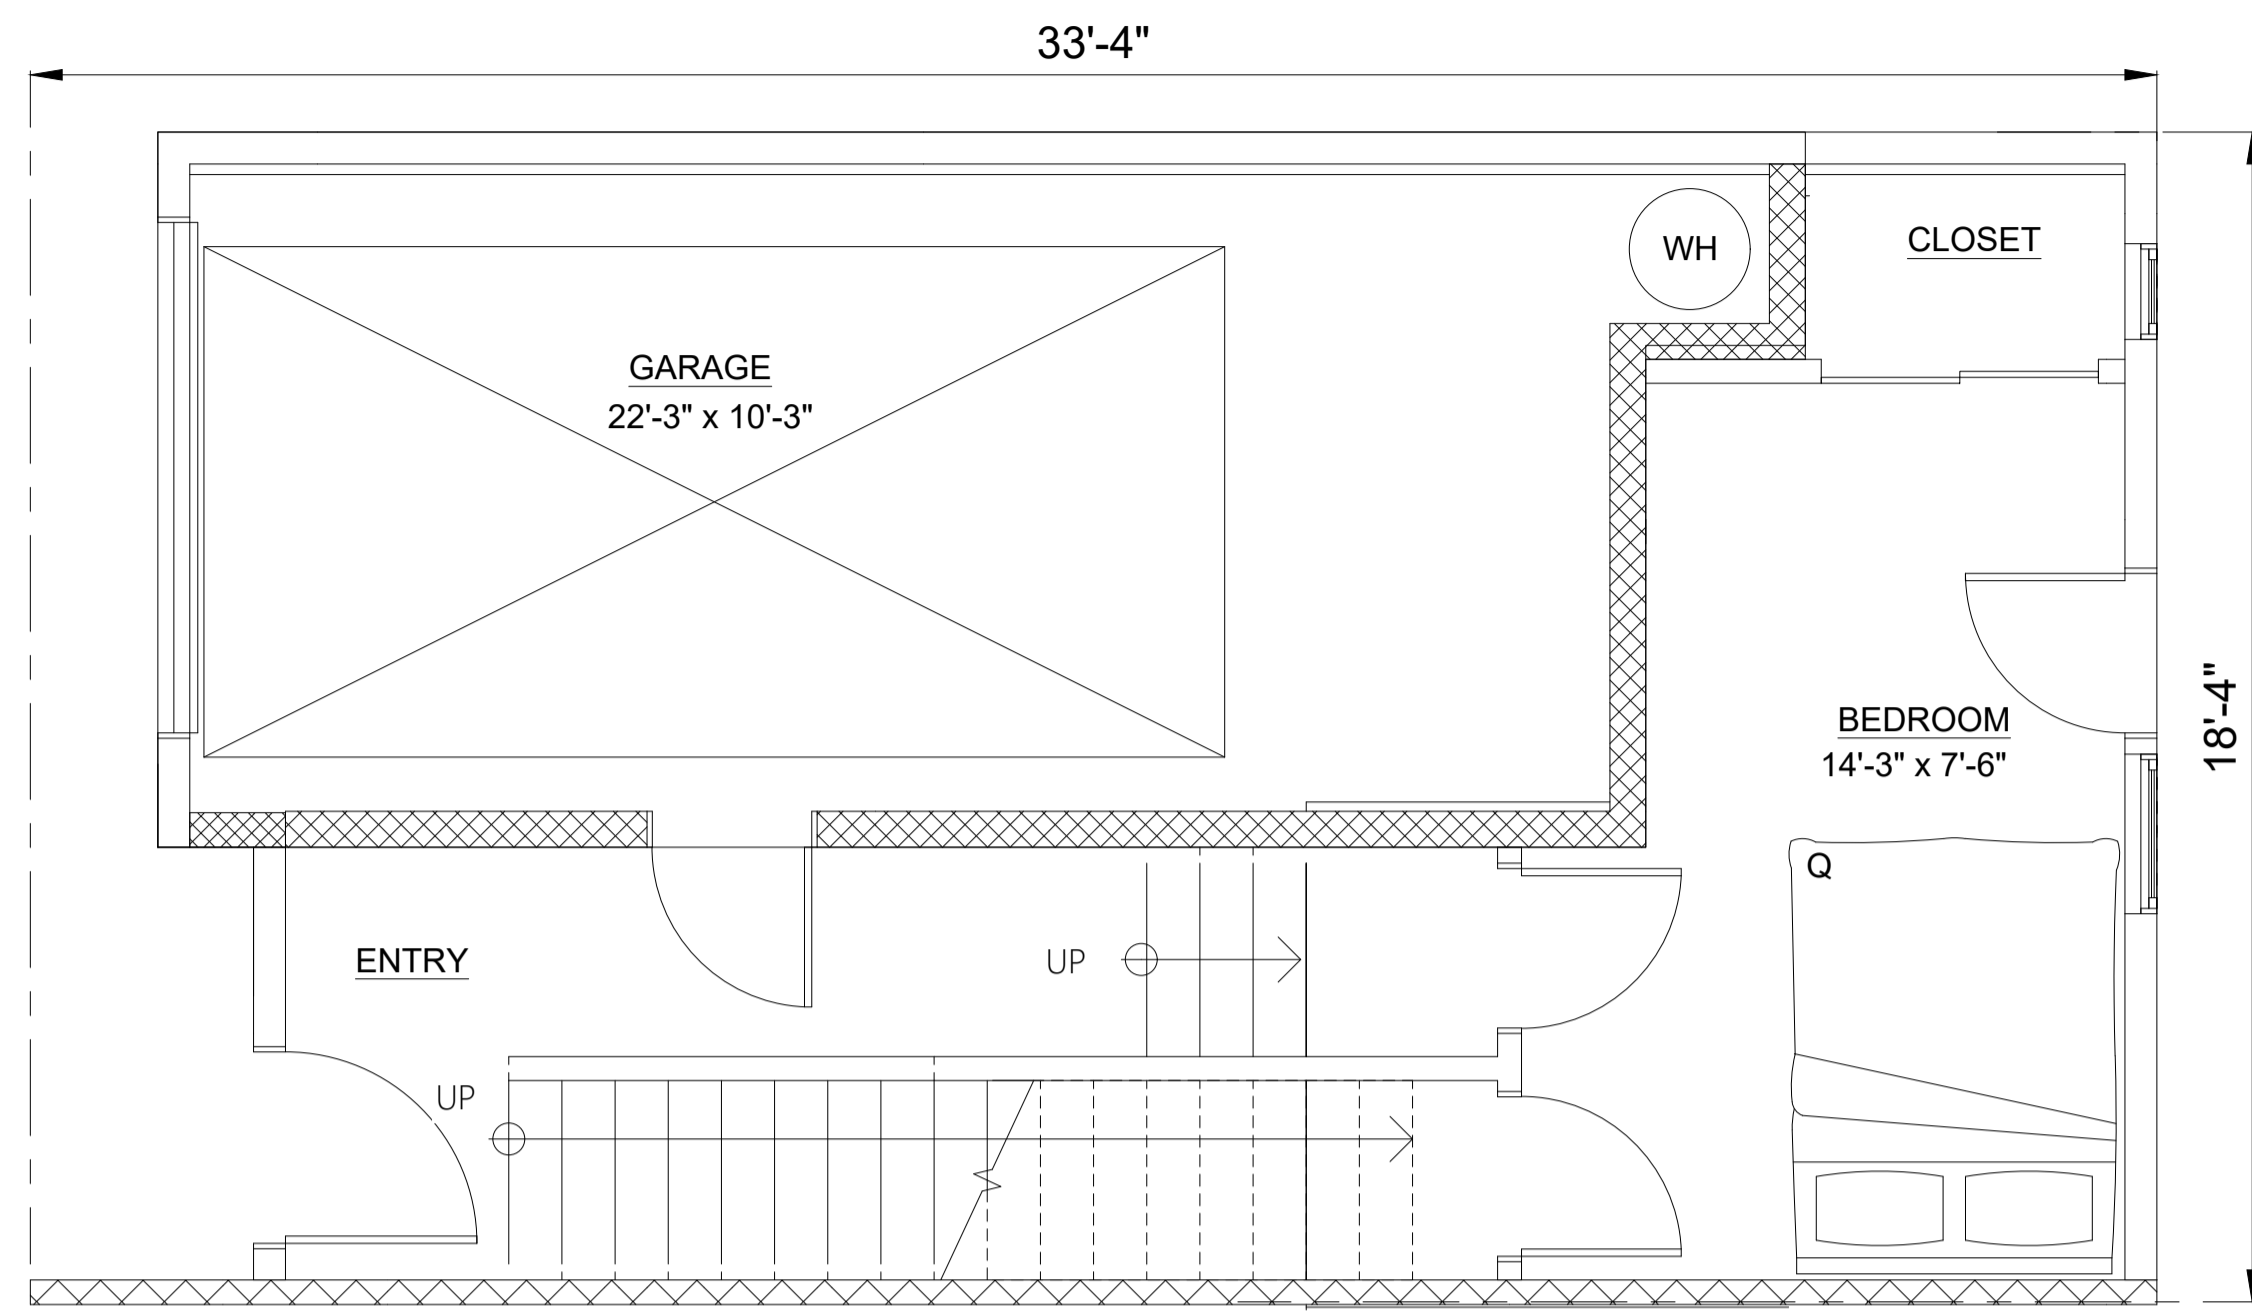 33'-4"
WH
CLOSET
GARAGE
22'-3" x 10'-3"
BEDROOM
14'-3" x 7'-6"
18'-4"
Q
ENTRY
UP
UP